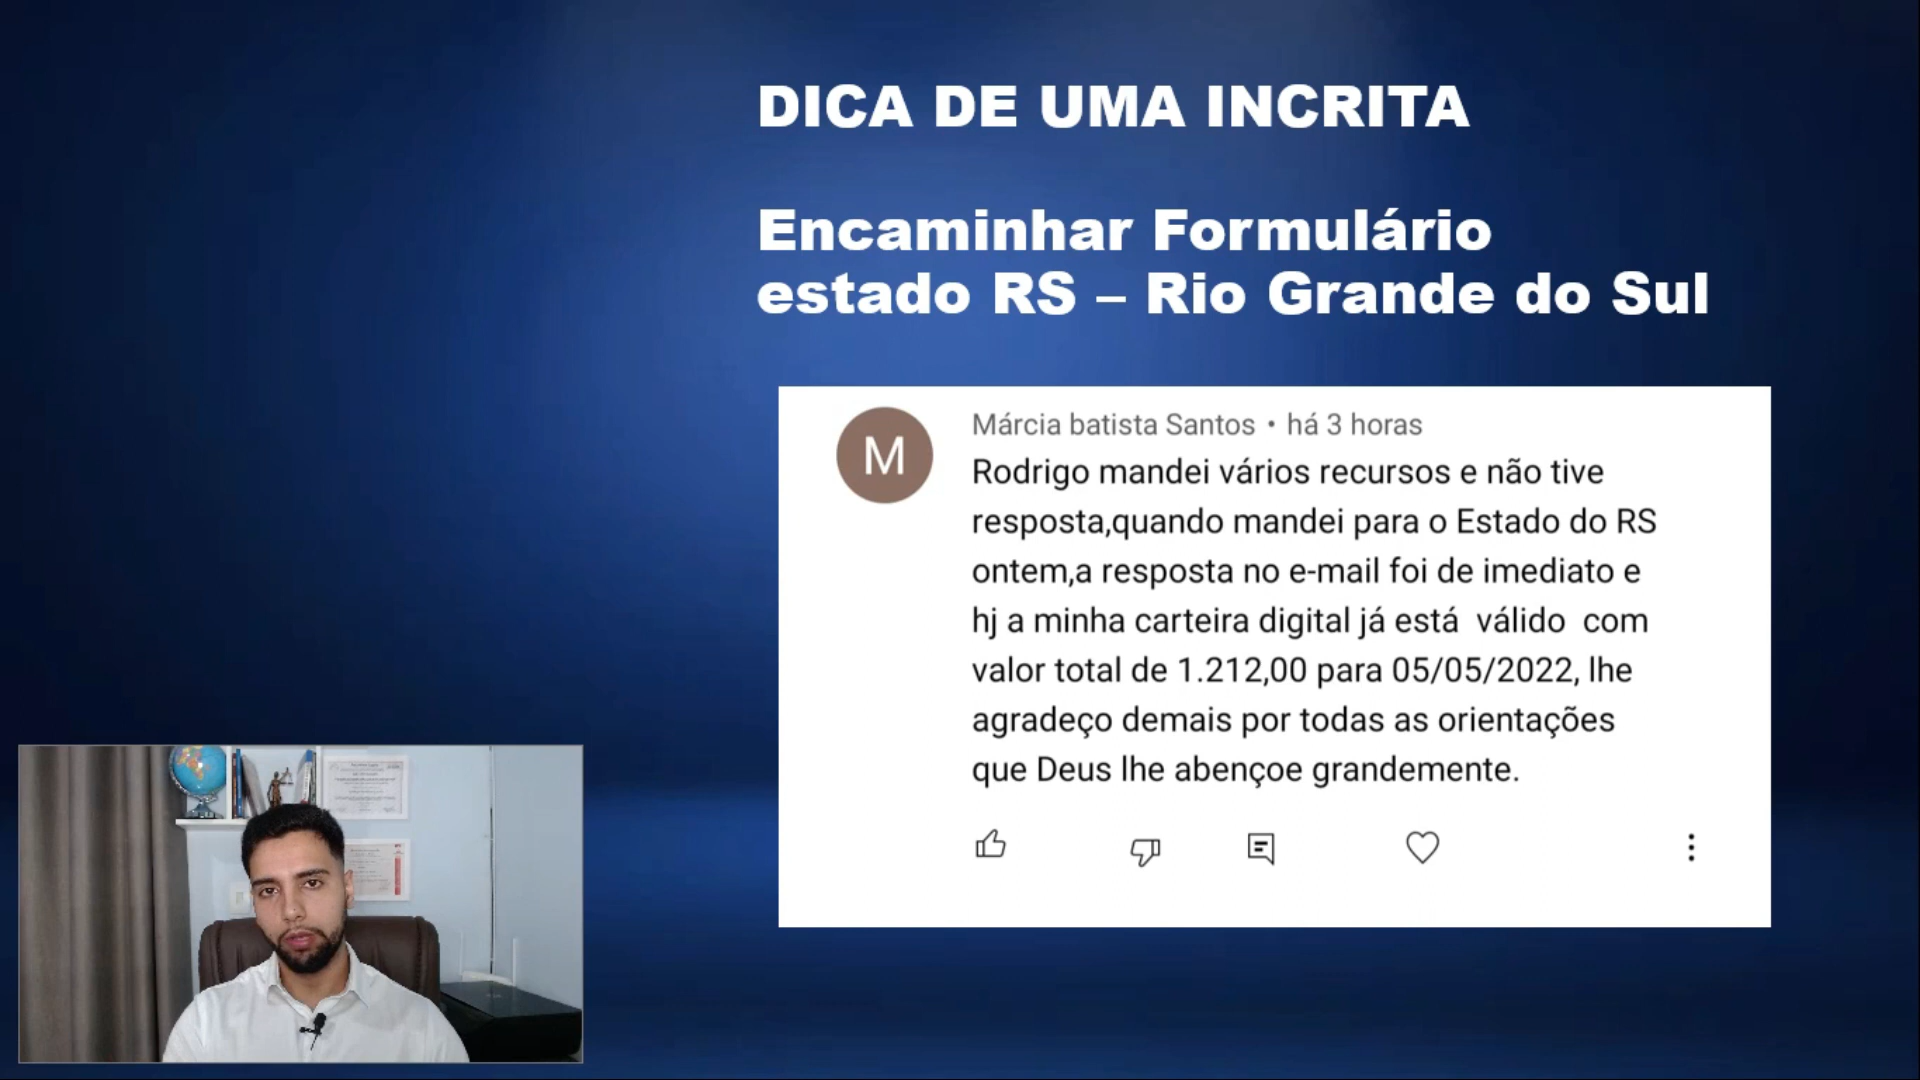 DICA DE UMA INCRITA
Encaminhar Formulário
estado RS – Rio Grande do Sul
M
Márcia batista Santos • há 3 horas
Rodrigo mandei vários recursos e não tive
resposta,quando mandei para o Estado do RS
ontem,a resposta no e-mail foi de imediato e
hj a minha carteira digital já está válido com
valor total de 1.212,00 para 05/05/2022, lhe
agradeço demais por todas as orientações
que Deus lhe abençoe grandemente.